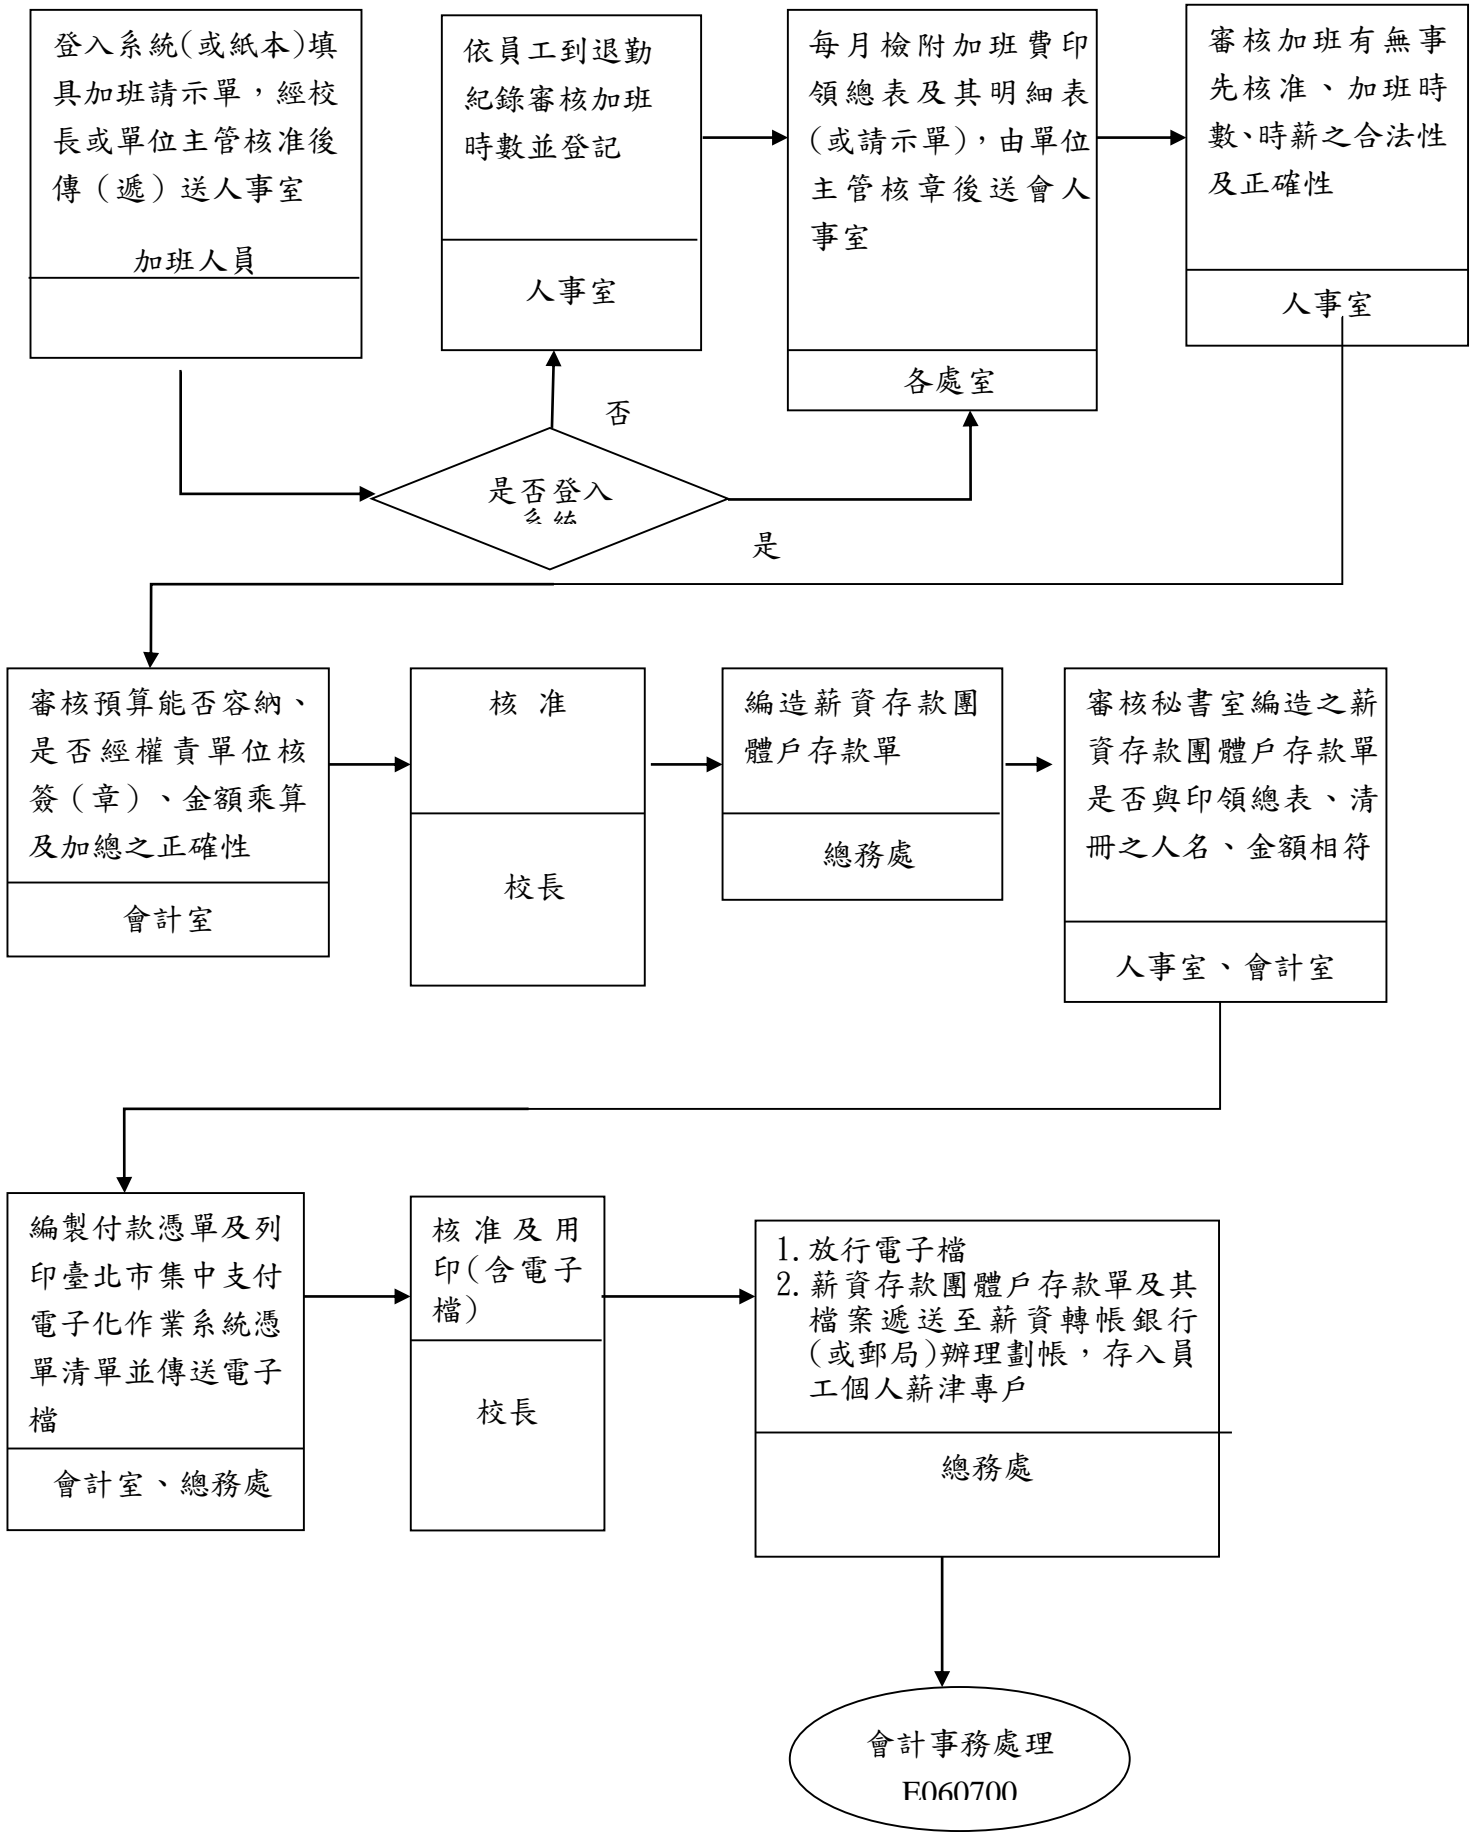 登入系統(或紙本)填
具加班請示單，經校
長或單位主管核准後
傳（遞）送人事室
加班人員
依員工到退勤
紀錄審核加班
時數並登記
人事室
每月檢附加班費印
領總表及其明細表
(或請示單)，由單位
主管核章後送會人
事室
各處室
審核加班有無事
先核准、加班時
數、時薪之合法性
及正確性
人事室
否
是否登入
系統
是
審核預算能否容納、
是否經權責單位核
簽（章）、金額乘算
及加總之正確性
會計室
核 准
校長
編造薪資存款團
體戶存款單
總務處
審核秘書室編造之薪
資存款團體戶存款單
是否與印領總表、清
冊之人名、金額相符
人事室、會計室
編製付款憑單及列
印臺北市集中支付
電子化作業系統憑
單清單並傳送電子
檔
會計室、總務處
核准及用
印(含電子
檔)
校長
1.放行電子檔
2.薪資存款團體戶存款單及其
檔案遞送至薪資轉帳銀行
(或郵局)辦理劃帳，存入員
工個人薪津專戶
總務處
會計事務處理
E060700